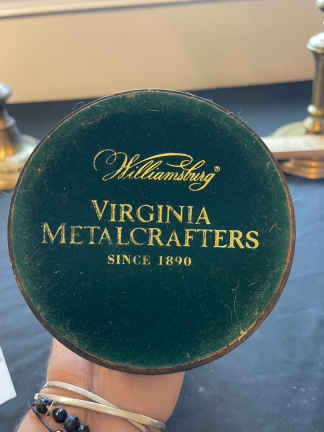 Williamsburg®
VIRGINIA
METALCRAFTERS
SINCE 1890